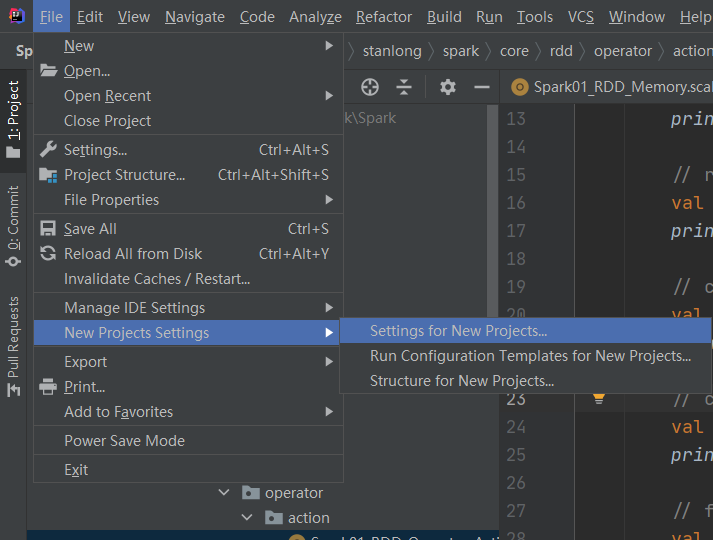 File Edit View Navigate Code Analyze Refactor Build Run Tools VCS Window Help
Sp stanlong spark core rdd operator action
New
Open...
Open Recent
Close Project
Settings... Ctrl+Alt+S
Project Structure... Ctrl+Alt+Shift+S
File Properties
Save All Ctrl+S
Reload All from Disk Ctrl+Alt+Y
Invalidate Caches / Restart...
Manage IDE Settings
New Projects Settings
Export
Print...
Add to Favorites
Power Save Mode
Exit
Settings for New Projects...
Run Configuration Templates for New Projects...
Structure for New Projects...
1: Project
0: Commit
Pull Requests
k\Spark
operator
action
Spark01_RDD_Memory.scal
13 prin
14
15 // r
16 val
17 prin
18
19 // c
20 val
23 // c
24 val
25 prin
26
27 // f
28 val